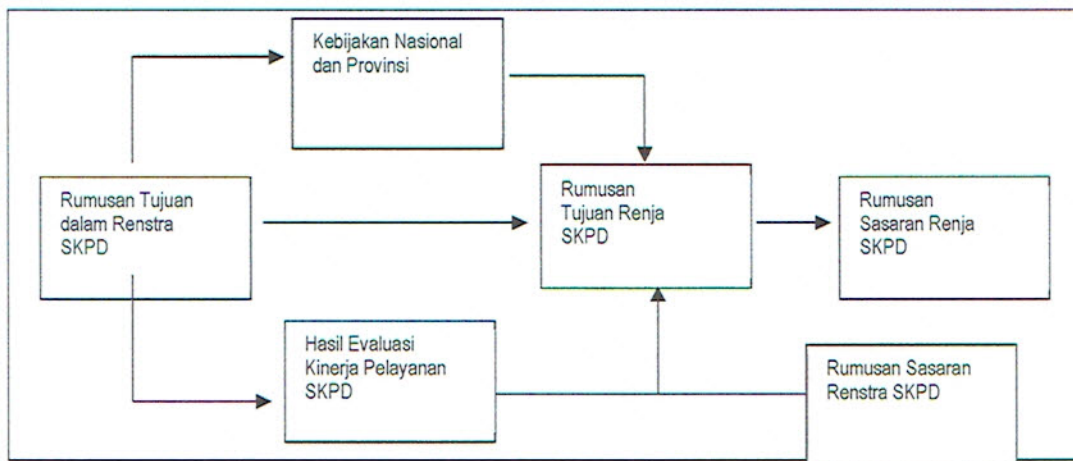 Kebijakan Nasional
dan Provinsi
Rumusan Tujuan
dalam Renstra
SKPD
Rumusan
Tujuan Renja
SKPD
Rumusan
Sasaran Renja
SKPD
Hasil Evaluasi
Kinerja Pelayanan
SKPD
Rumusan Sasaran
Renstra SKPD